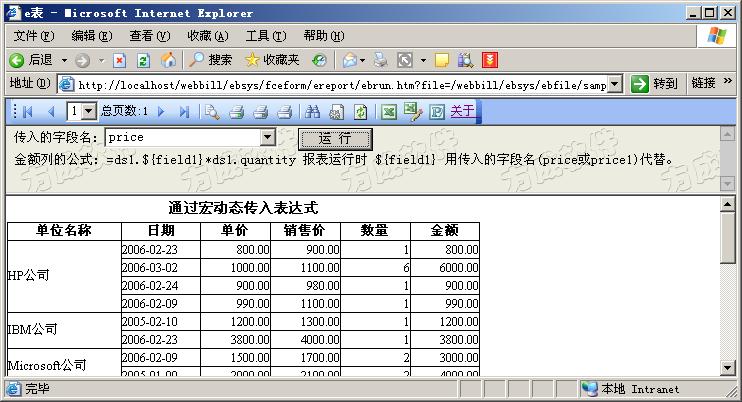 e表 - Microsoft Internet Explorer
文件(F) 编辑(E) 查看(V) 收藏(A) 工具(T) 帮助(H)
后退 搜索 收藏夹
地址(D) http://localhost/webbill/ebsys/fceform/ereport/ebrun.htm?file=/webbill/ebsys/ebfile/samp 转到 链接 »
1 总页数:1 关于
传入的字段名: price 运 行
金额列的公式: =ds1.${field1}*ds1.quantity 报表运行时 ${field1} 用传入的字段名(price或price1)代替。
通过宏动态传入表达式
单位名称 日期 单价 销售价 数量 金额
HP公司 2006-02-23 800.00 900.00 1 800.00
2006-03-02 1000.00 1100.00 6 6000.00
2006-02-24 900.00 980.00 1 900.00
2006-02-09 990.00 1100.00 1 990.00
IBM公司 2005-02-10 1200.00 1300.00 1 1200.00
2006-02-23 3800.00 4000.00 1 3800.00
Microsoft公司 2006-02-09 1500.00 1700.00 2 3000.00
2005-01-00 2000.00 2100.00 2 4000.00
完毕 本地 Intranet